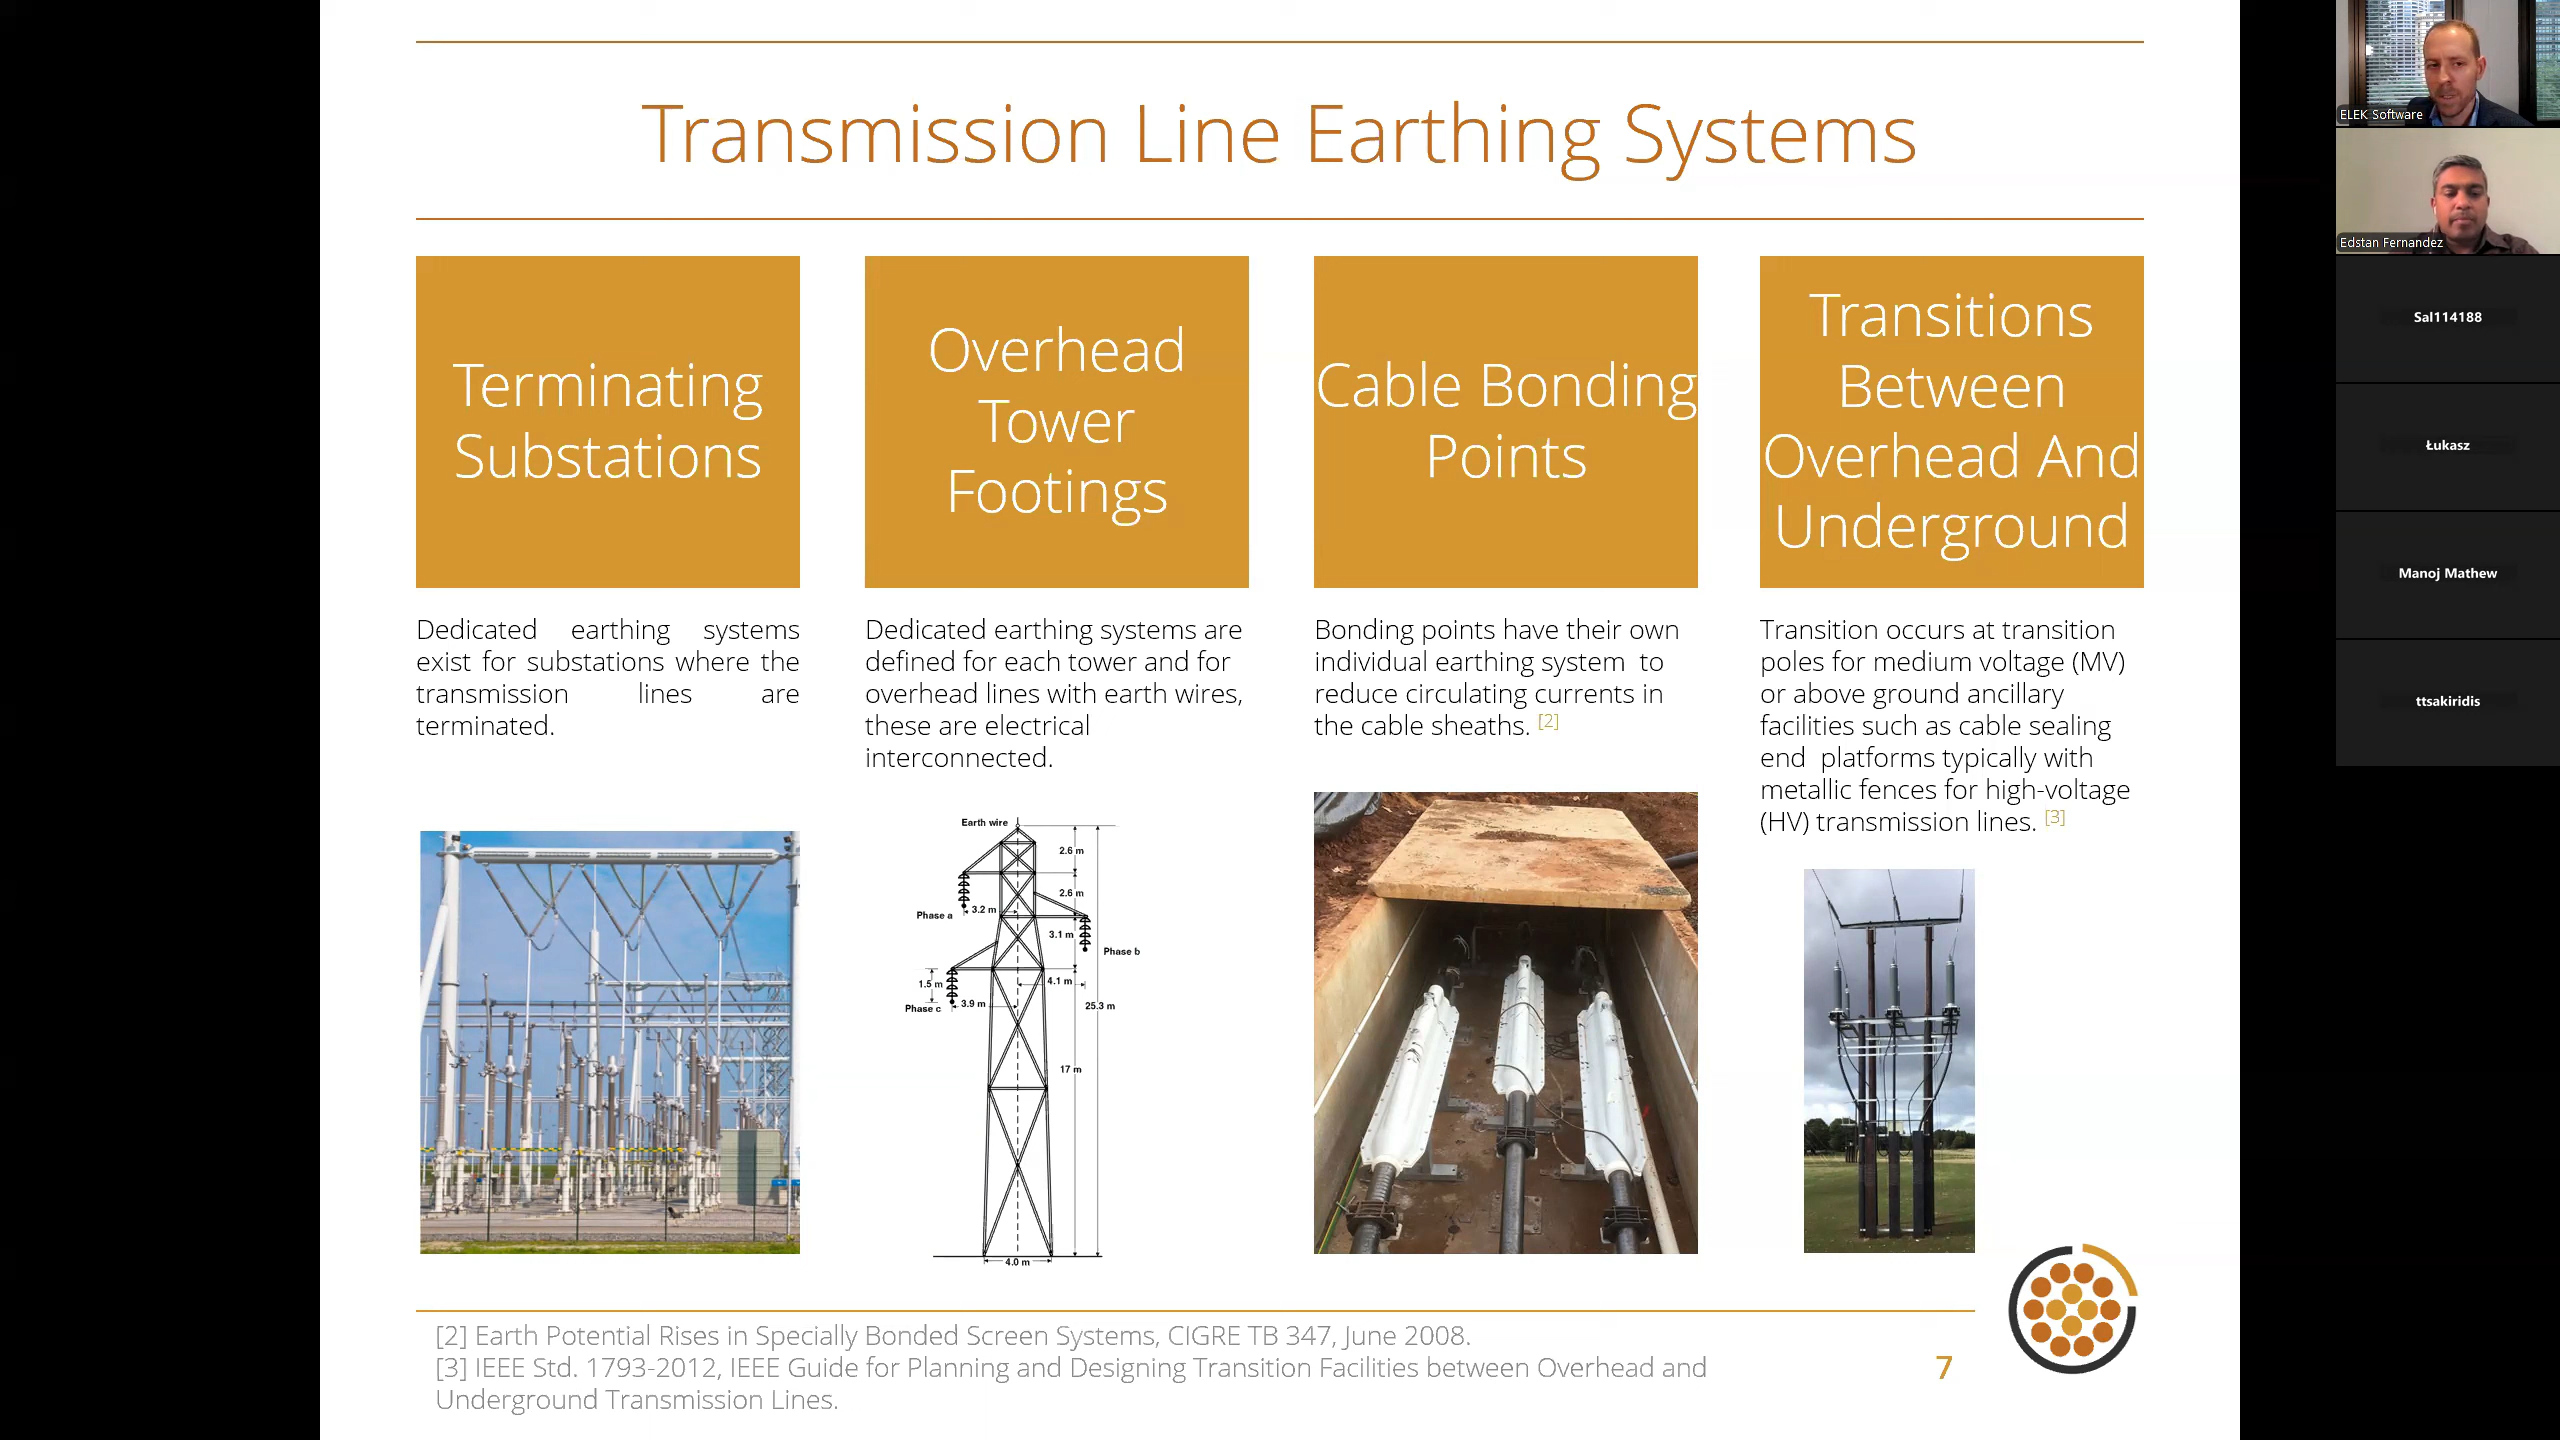 Transmission Line Earthing Systems
Terminating
Substations
Dedicated earthing systems
exist for substations where the
transmission lines are
terminated.
Overhead
Tower
Footings
Dedicated earthing systems are
defined for each tower and for
overhead lines with earth wires,
these are electrical
interconnected.
Earth wire
2.6 m
2.6 m
Phase a
3.2 m
3.1 m
Phase b
1.5 m
4.1 m
Phase c
3.9 m
25.3 m
17 m
4.0 m
Cable Bonding
Points
Bonding points have their own
individual earthing system to
reduce circulating currents in
the cable sheaths. [2]
Transitions
Between
Overhead And
Underground
Transition occurs at transition
poles for medium voltage (MV)
or above ground ancillary
facilities such as cable sealing
end platforms typically with
metallic fences for high-voltage
(HV) transmission lines. [3]
[2] Earth Potential Rises in Specially Bonded Screen Systems, CIGRE TB 347, June 2008.
[3] IEEE Std. 1793-2012, IEEE Guide for Planning and Designing Transition Facilities between Overhead and
Underground Transmission Lines.
7
ELEK Software
Edstan Fernandez
Sal114188
Łukasz
Manoj Mathew
ttsakiridis